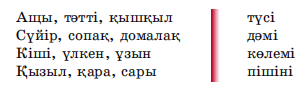 Ащы, тәтті, қышқыл түсі
Сүйір, сопақ, домалақ дәмі
Кіші, үлкен, ұзын көлемі
Қызыл, қара, сары пішіні